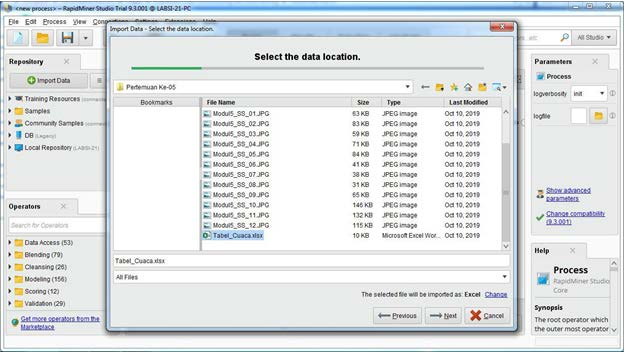 <new process> – RapidMiner Studio Trial 9.3.001 @ LABSI-21-PC
File Edit Process View Connections Settings Extensions Help
All Studio
Import Data - Select the data location.
Select the data location.
Repository
Import Data
Training Resources
Samples
Community Samples
DB (Legacy)
Local Repository (LABSI-21)
Operators
Search for Operators
Data Access (53)
Blending (79)
Cleansing (26)
Modeling (156)
Scoring (12)
Validation (29)
Get more operators from the Marketplace
Pertemuan Ke-05
Bookmarks
File Name Size Type Last Modified
Modul5_SS_01.JPG 63 KB JPEG image Oct 10, 2019
Modul5_SS_02.JPG 83 KB JPEG image Oct 10, 2019
Modul5_SS_03.JPG 59 KB JPEG image Oct 10, 2019
Modul5_SS_04.JPG 71 KB JPEG image Oct 10, 2019
Modul5_SS_05.JPG 84 KB JPEG image Oct 10, 2019
Modul5_SS_06.JPG 41 KB JPEG image Oct 10, 2019
Modul5_SS_07.JPG 38 KB JPEG image Oct 10, 2019
Modul5_SS_08.JPG 31 KB JPEG image Oct 10, 2019
Modul5_SS_09.JPG 65 KB JPEG image Oct 10, 2019
Modul5_SS_10.JPG 146 KB JPEG image Oct 10, 2019
Modul5_SS_11.JPG 132 KB JPEG image Oct 10, 2019
Modul5_SS_12.JPG 115 KB JPEG image Oct 10, 2019
Tabel_Cuaca.xlsx 10 KB Microsoft Excel Wor... Oct 10, 2019
Tabel_Cuaca.xlsx
All Files
The selected file will be imported as: Excel Change
Previous Next Cancel
Parameters
Process
logverbosity init
logfile
Show advanced parameters
Change compatibility (9.3.001)
Help
Process
RapidMiner Studio Core
Synopsis
The root operator which is
the outer most operator